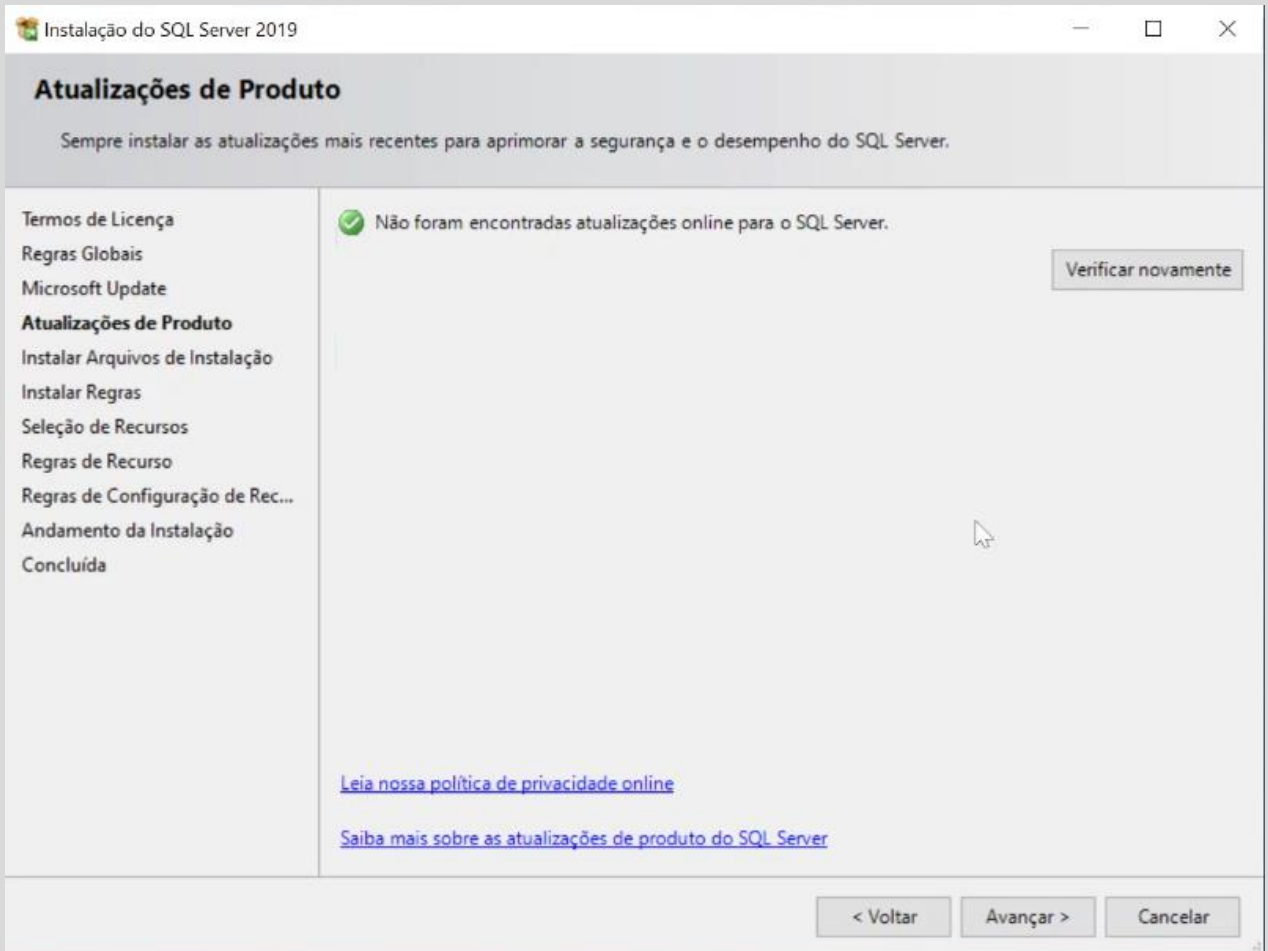 Instalação do SQL Server 2019
Atualizações de Produto
Sempre instalar as atualizações mais recentes para aprimorar a segurança e o desempenho do SQL Server.
Termos de Licença
Regras Globais
Microsoft Update
Atualizações de Produto
Instalar Arquivos de Instalação
Instalar Regras
Seleção de Recursos
Regras de Recurso
Regras de Configuração de Rec...
Andamento da Instalação
Concluída
Não foram encontradas atualizações online para o SQL Server.
Verificar novamente
Leia nossa política de privacidade online
Saiba mais sobre as atualizações de produto do SQL Server
< Voltar
Avançar >
Cancelar